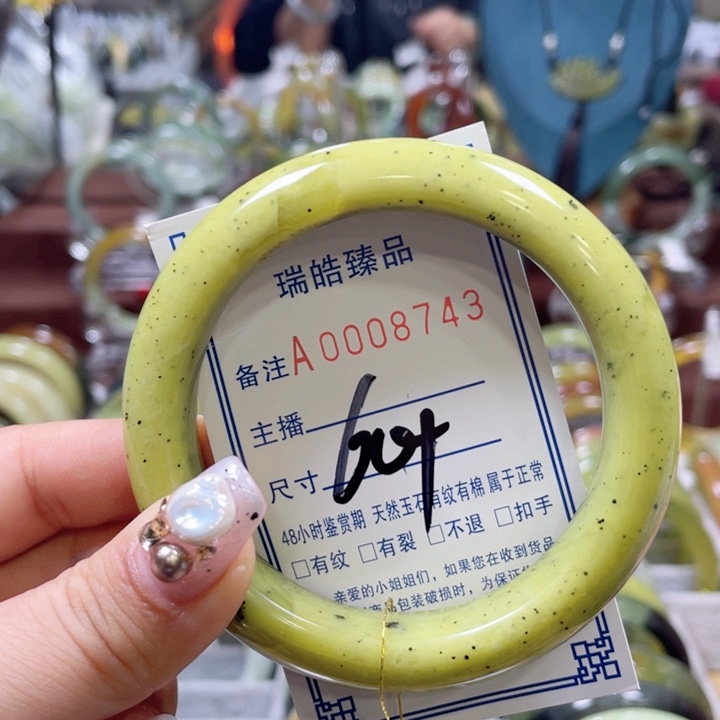 瑞皓臻品
备注A0008743
主播
尺寸
48小时鉴赏期 天然玉石有纹有棉 属于正常
□有纹 □有裂 □不退 □扣手
亲爱的小姐姐们，如果您在收到货品
包装破损时，为保证